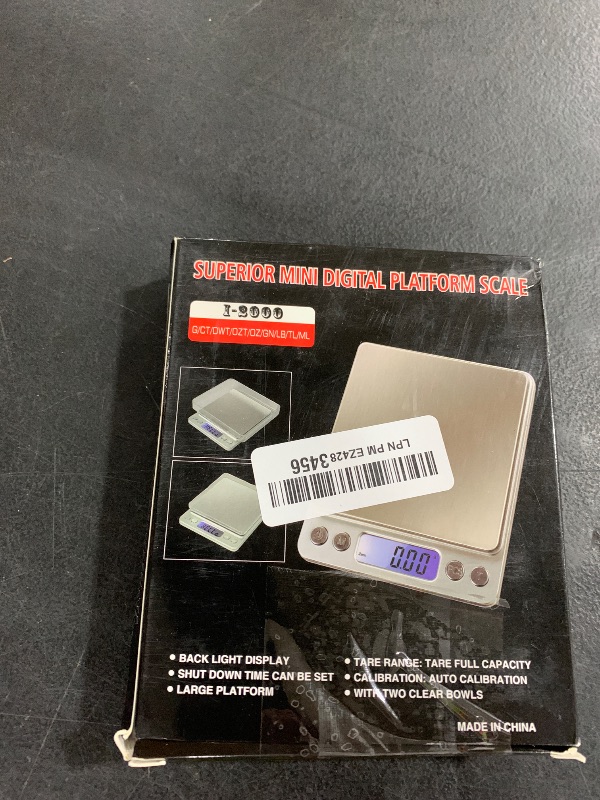 SUPERIOR MINI DIGITAL PLATFORM SCALE
I-2000
G/CT/DWT/OZT/OZ/GN/LB/TL/ML
LPN PM EZ4283456
0.00
• BACK LIGHT DISPLAY
• SHUT DOWN TIME CAN BE SET
• LARGE PLATFORM
• TARE RANGE: TARE FULL CAPACITY
• CALIBRATION: AUTO CALIBRATION
• WITH TWO CLEAR BOWLS
MADE IN CHINA